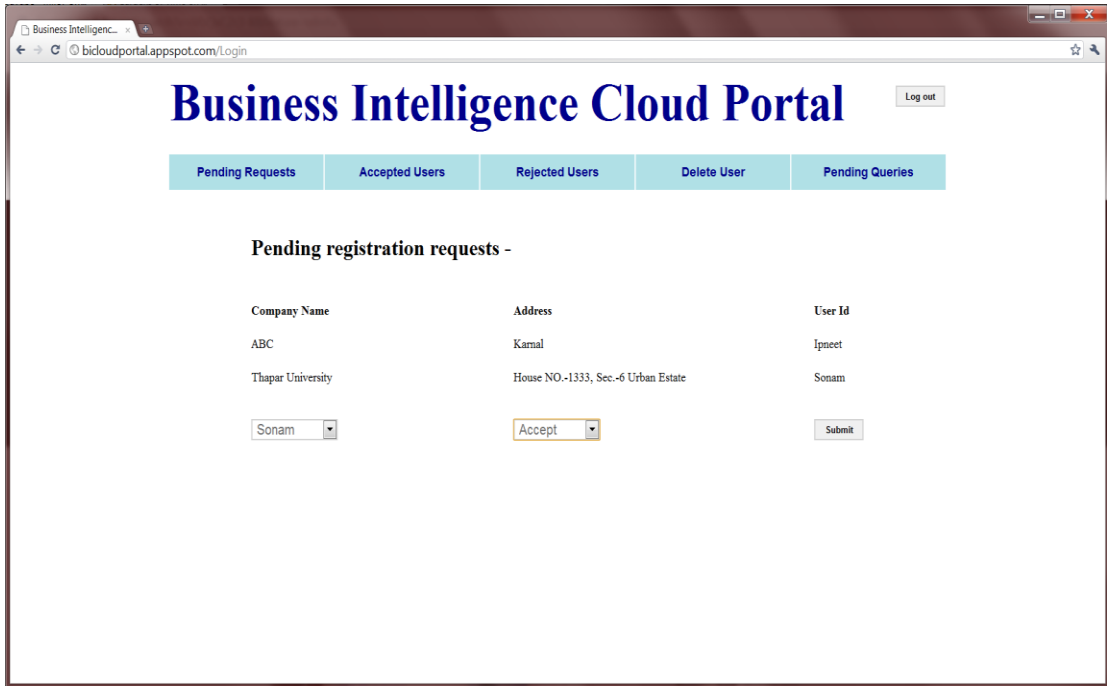 Business Intelligenc...
bicloudportal.appspot.com/Login
Business Intelligence Cloud Portal
Log out
Pending Requests Accepted Users Rejected Users Delete User Pending Queries
Pending registration requests -
Company Name Address User Id
ABC Karnal Ipneet
Thapar University House NO.-1333, Sec.-6 Urban Estate Sonam
Sonam Accept Submit